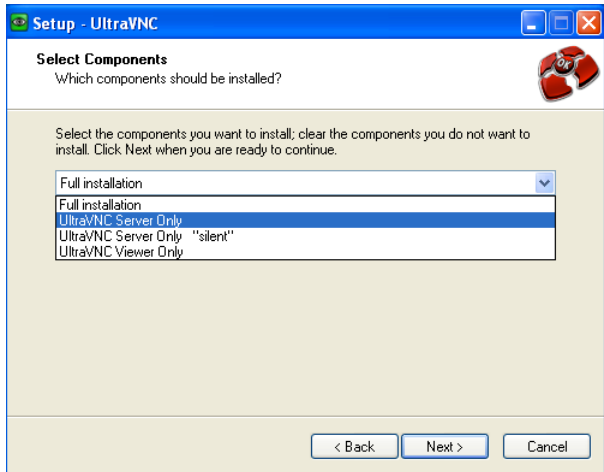 Setup - UltraVNC
Select Components
Which components should be installed?
OK
Select the components you want to install; clear the components you do not want to
install. Click Next when you are ready to continue.
Full installation
Full installation
UltraVNC Server Only
UltraVNC Server Only "silent"
UltraVNC Viewer Only
< Back
Next >
Cancel